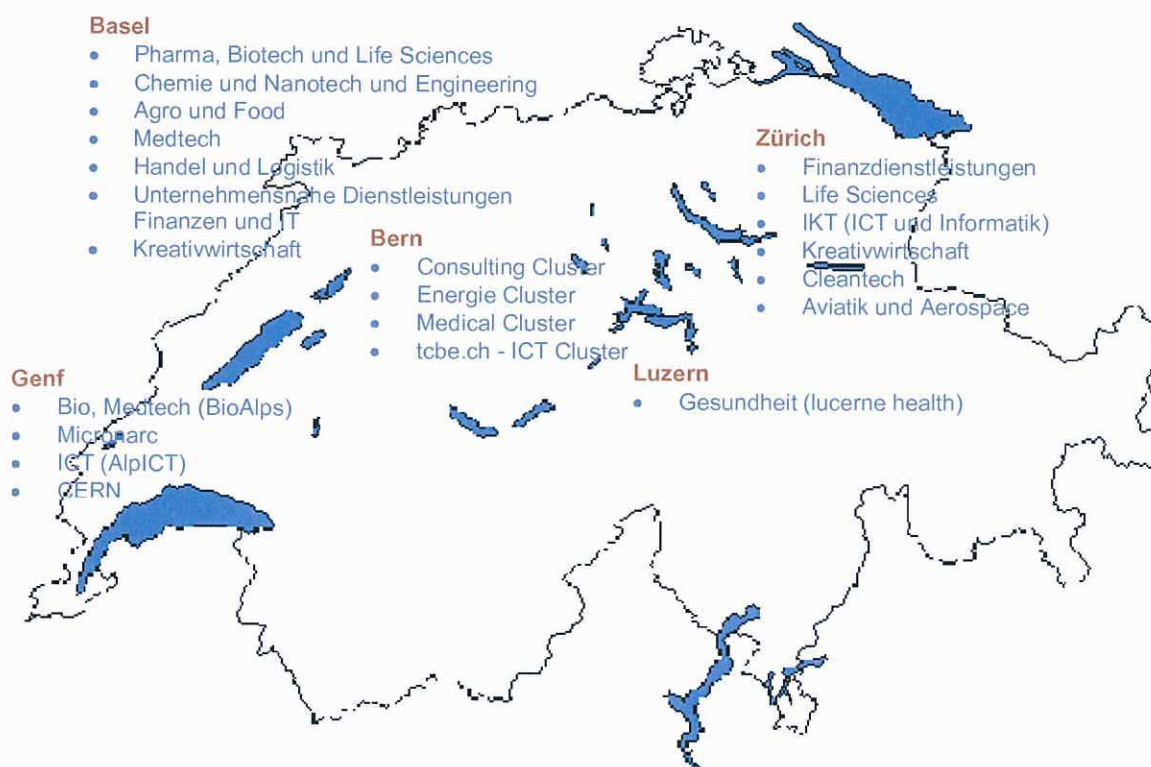 Basel
• Pharma, Biotech und Life Sciences
• Chemie und Nanotech und Engineering
• Agro und Food
• Medtech
• Handel und Logistik
• Unternehmensnahe Dienstleistungen
Finanzen und IT
• Kreativwirtschaft
Zürich
• Finanzdienstleistungen
• Life Sciences
• IKT (ICT und Informatik)
• Kreativwirtschaft
• Cleantech
• Aviatik und Aerospace
Bern
• Consulting Cluster
• Energie Cluster
• Medical Cluster
• tcbe.ch - ICT Cluster
Luzern
• Gesundheit (lucerne health)
Genf
• Bio, Medtech (BioAlps)
• Micronarc
• ICT (AlpICT)
• CERN